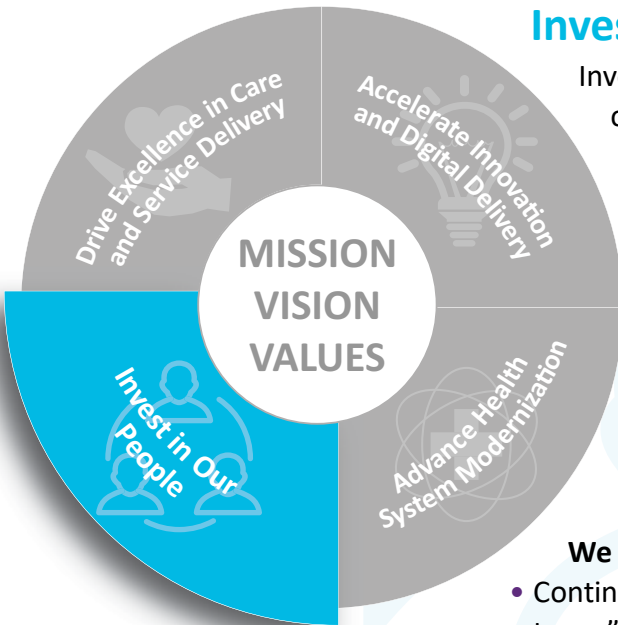 Drive Excellence in Care
and Service Delivery
Accelerate Innovation
and Digital Delivery
MISSION
VISION
VALUES
Invest in Our
People
Advance Health
System Modernization
Inves
Inv
We
• Contin